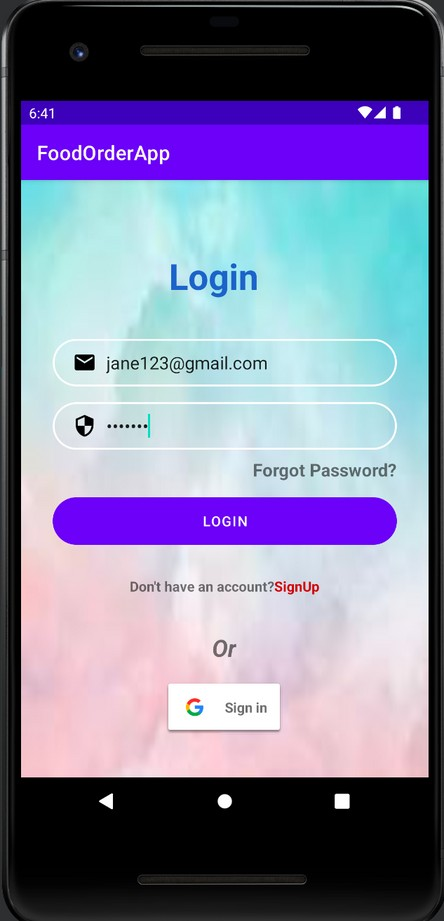 6:41
FoodOrderApp
Login
jane123@gmail.com
•••••••
Forgot Password?
LOGIN
Don't have an account?SignUp
Or
G Sign in